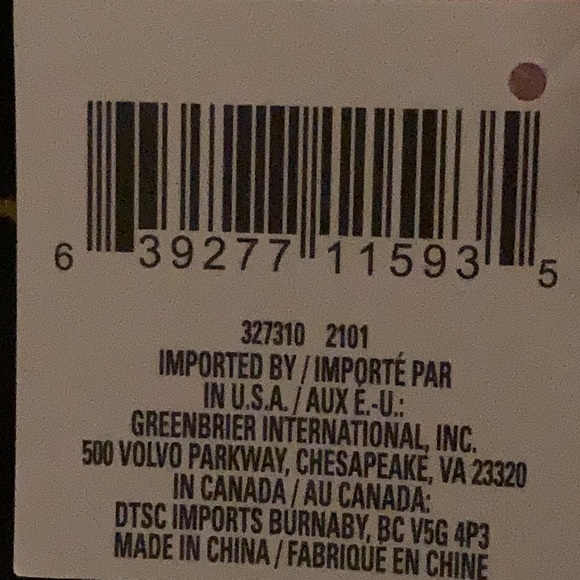 6 39277 11593 5
327310 2101
IMPORTED BY / IMPORTÉ PAR
IN U.S.A. / AUX É.-U.:
GREENBRIER INTERNATIONAL, INC.
500 VOLVO PARKWAY, CHESAPEAKE, VA 23320
IN CANADA / AU CANADA:
DTSC IMPORTS BURNABY, BC V5G 4P3
MADE IN CHINA / FABRIQUE EN CHINE